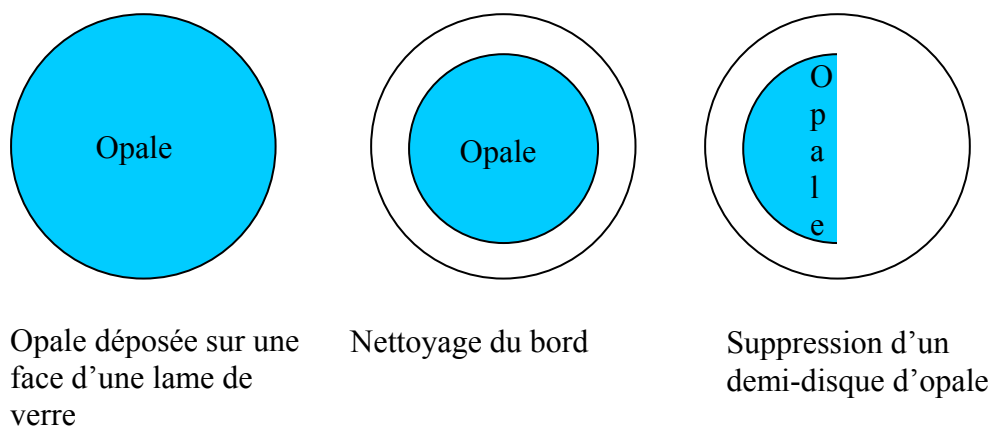 Opale
Opale
O
p
a
l
e
Opale déposée sur une
face d'une lame de
verre
Nettoyage du bord
Suppression d'un
demi-disque d'opale